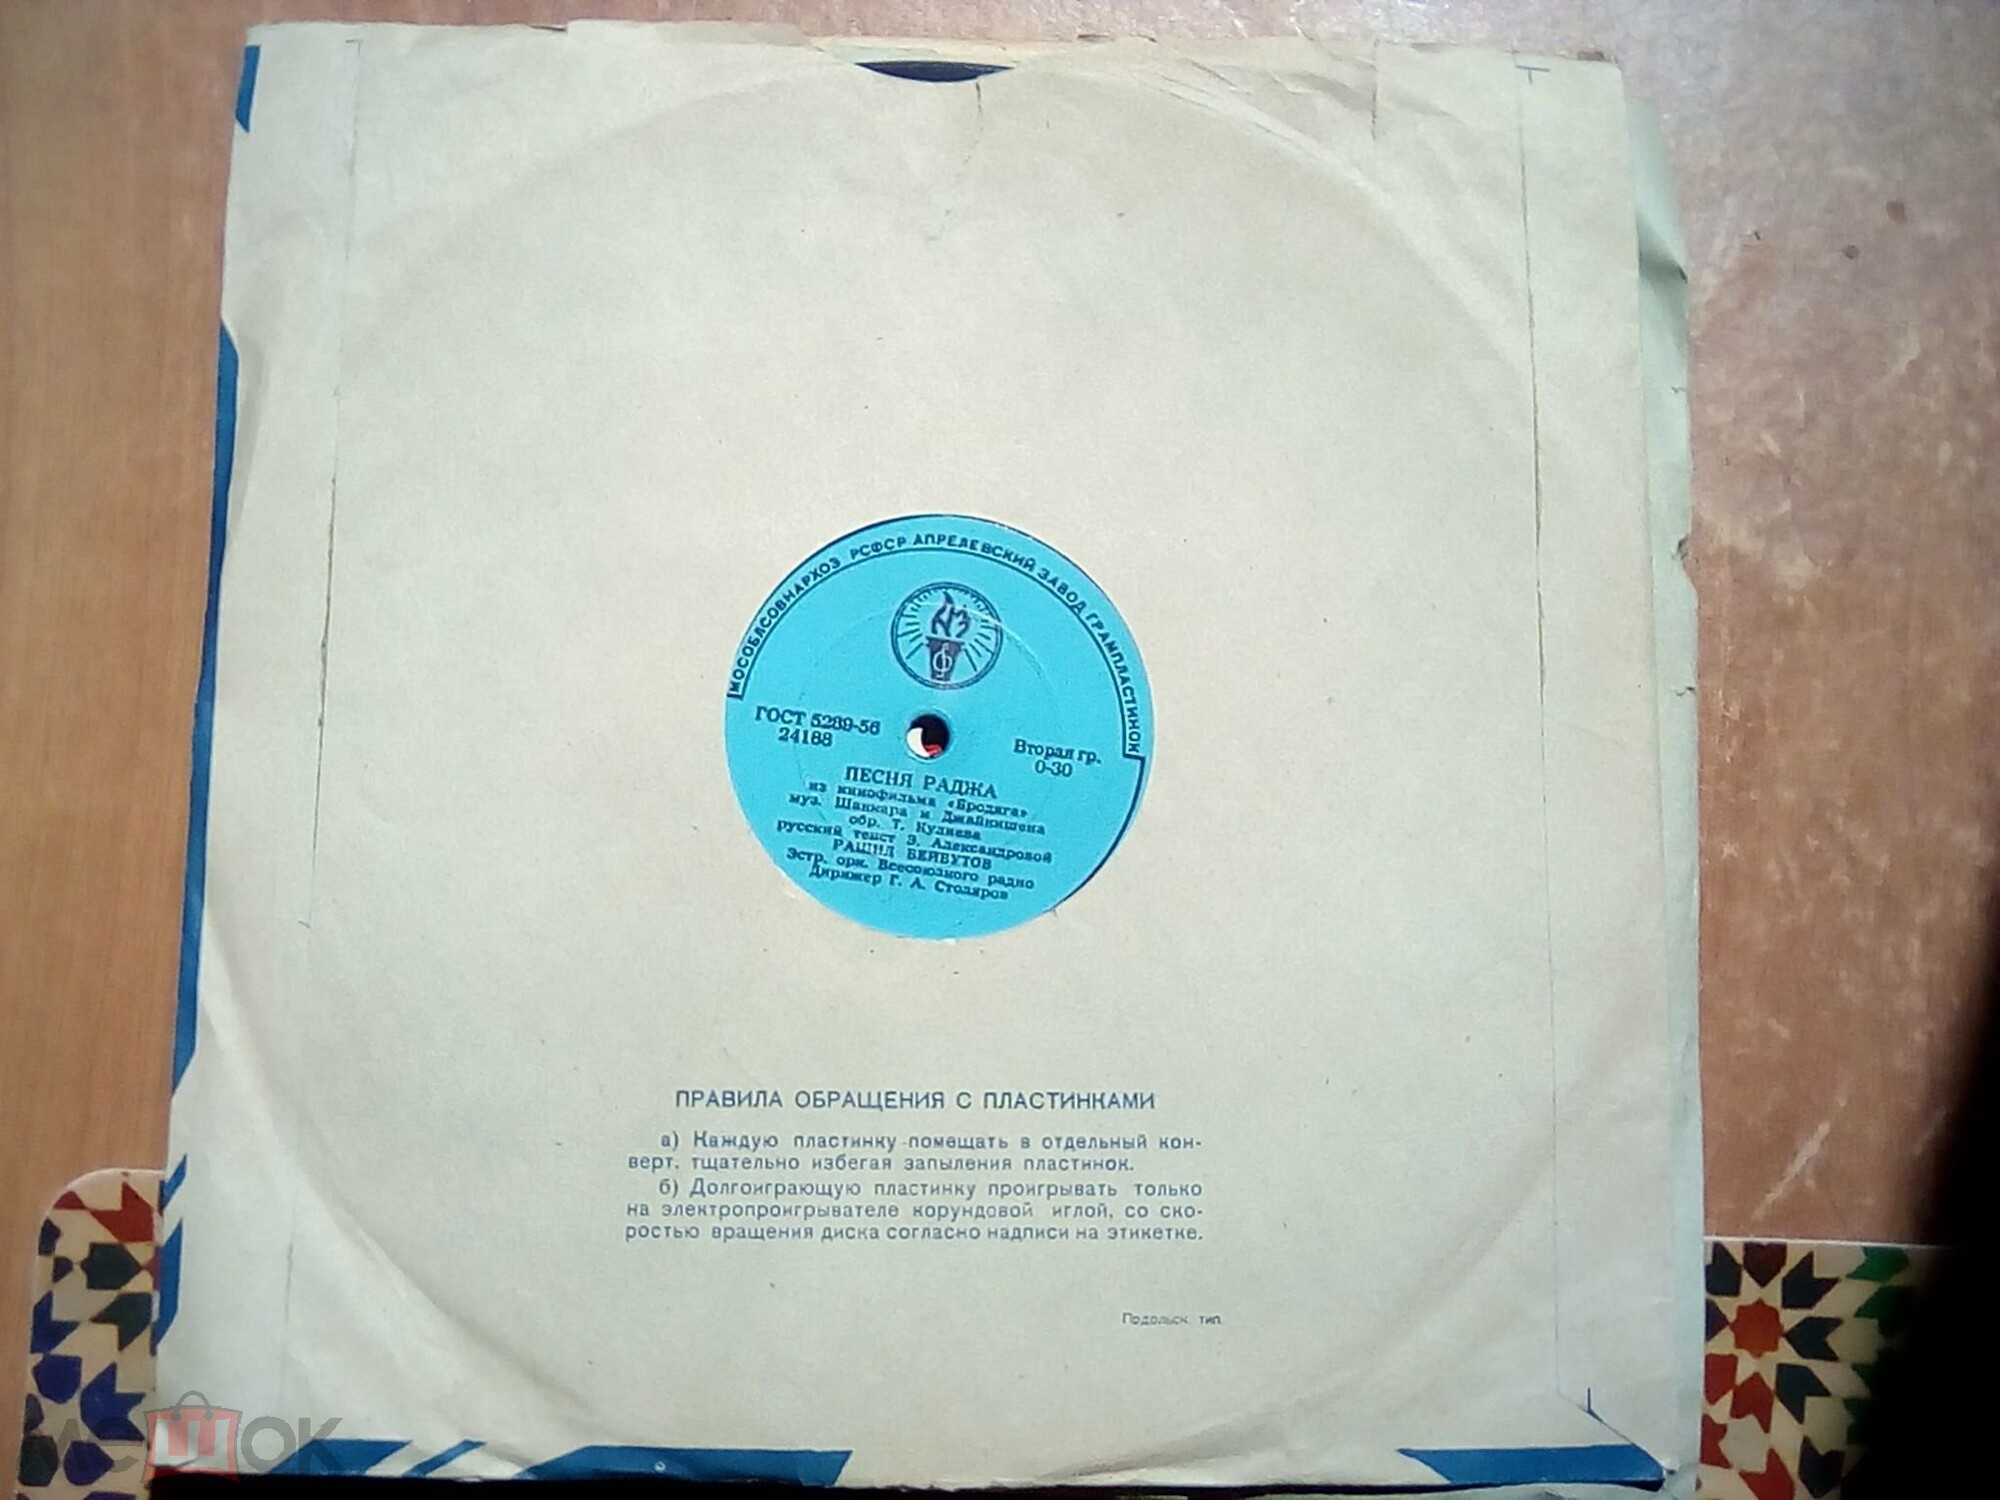 МОСОБЛСОВНАРХОЗ РСФСР АПРЕЛЕВСКИЙ ЗАВОД ГРАМПЛАСТИНОК
ГОСТ 5289-56
24188
Вторая гр.
0-30
ПЕСНЯ РАДЖА
из кинофильма «Бродяга»
муз. Шанкара и Джайкишена
обр. Т. Кулиева
русский текст Э. Александровой
РАШИД БЕЙБУТОВ
Эстр. орк. Всесоюзного радио
Дирижер Г. А. Столяров
ПРАВИЛА ОБРАЩЕНИЯ С ПЛАСТИНКАМИ
а) Каждую пластинку помещать в отдельный кон-
верт, тщательно избегая запыления пластинок.
б) Долгоиграющую пластинку проигрывать только
на электропроигрывателе корундовой иглой, со ско-
ростью вращения диска согласно надписи на этикетке.
Подольск. тип.
мешок